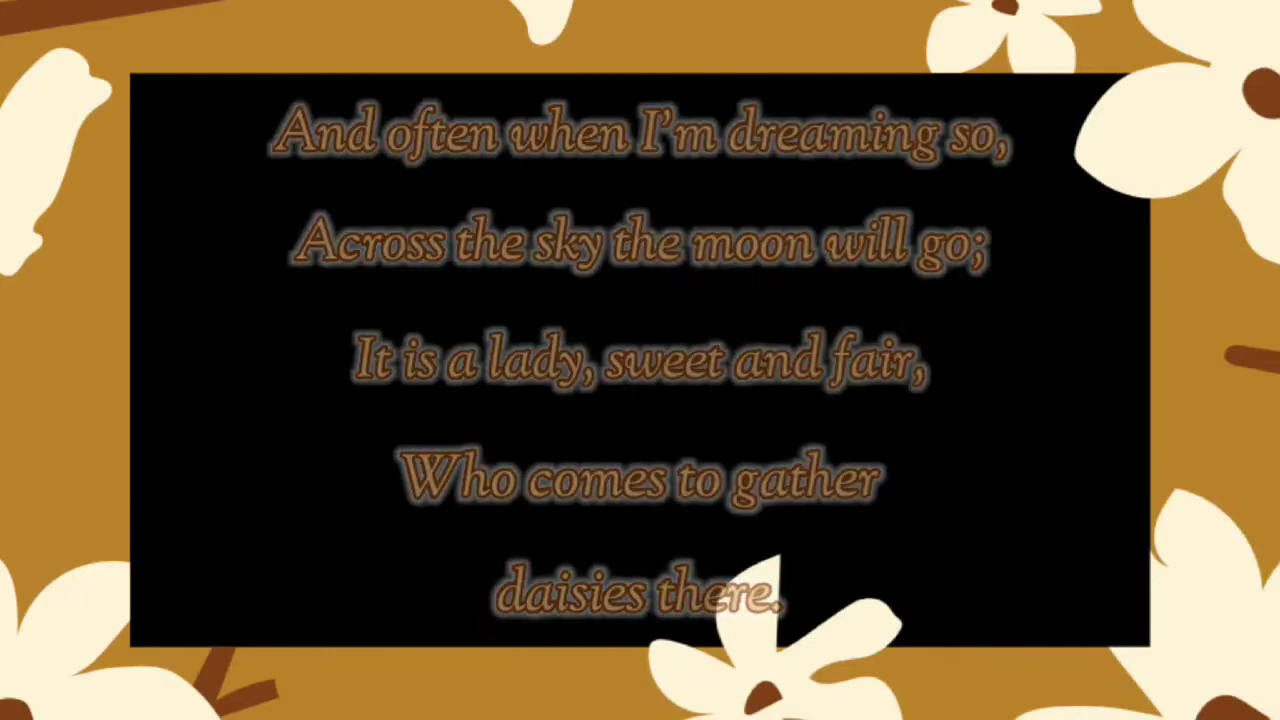 And often when I’m dreaming so,
Across the sky the moon will go;
It is a lady, sweet and fair,
Who comes to gather
daisies there.